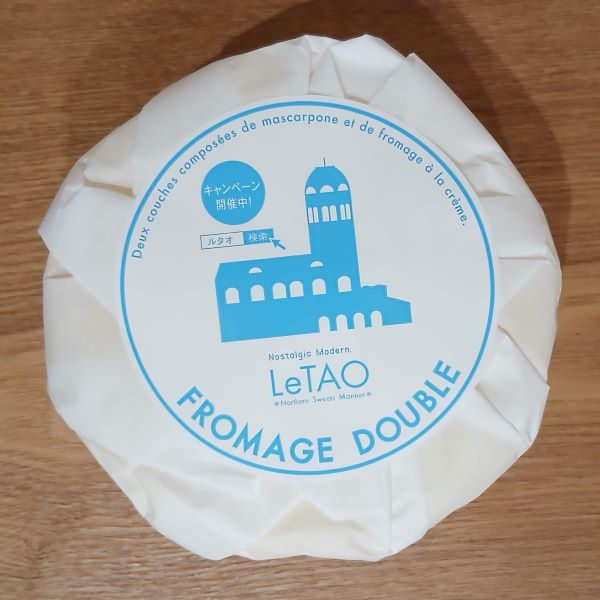 Deux couches composées de mascarpone et de fromage à la crème.
キャンペーン
開催中!
ルタオ 検索
Nostalgic Modern.
LeTAO
*Northern Sweets Manner*
FROMAGE DOUBLE